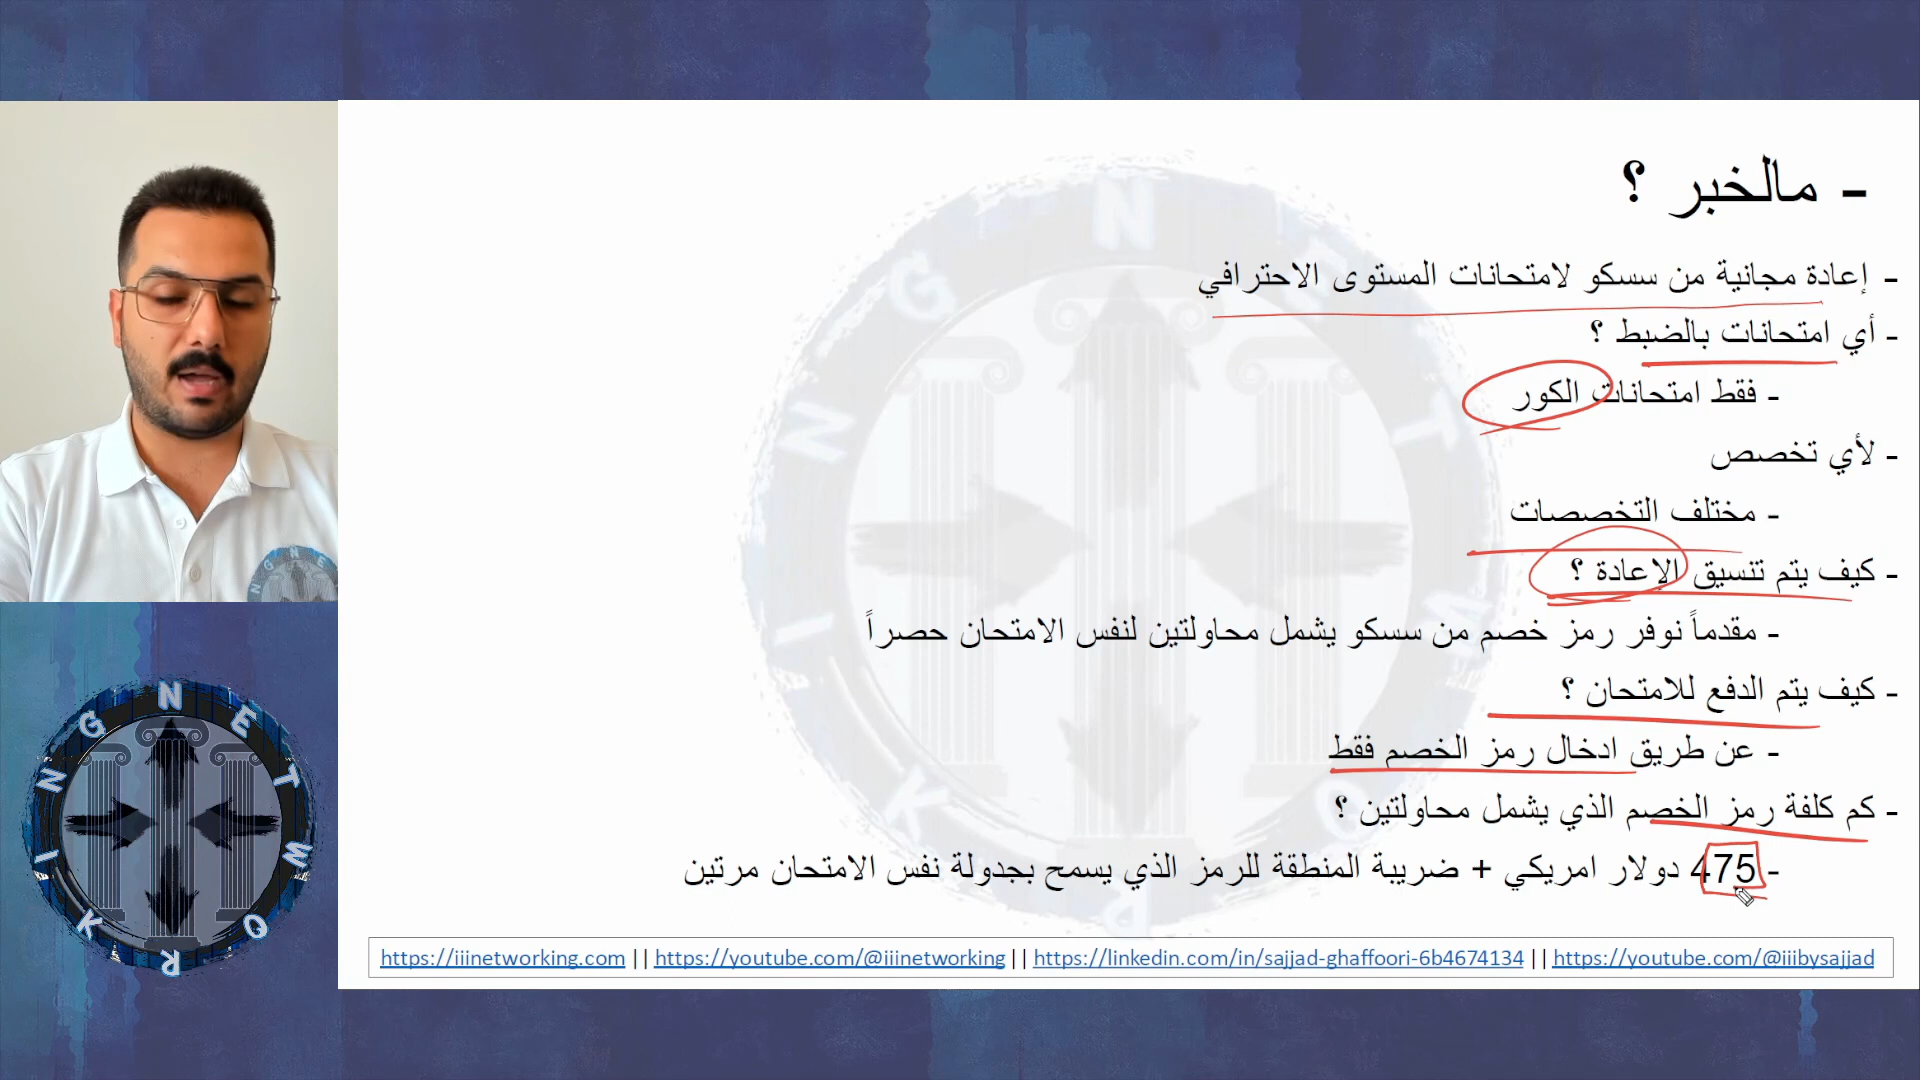 - مالخبر ؟
- إعادة مجانية من سسكو لامتحانات المستوى الاحترافي
- أي امتحانات بالضبط ؟
- فقط امتحانات الكور
- لأي تخصص
- مختلف التخصصات
- كيف يتم تنسيق الإعادة ؟
- مقدماً نوفر رمز خصم من سسكو يشمل محاولتين لنفس الامتحان حصراً
- كيف يتم الدفع للامتحان ؟
- عن طريق ادخال رمز الخصم فقط
- كم كلفة رمز الخصم الذي يشمل محاولتين ؟
- 475 دولار امريكي + ضريبة المنطقة للرمز الذي يسمح بجدولة نفس الامتحان مرتين
https://iiinetworking.com || https://youtube.com/@iiinetworking || https://linkedin.com/in/sajjad-ghaffoori-6b4674134 || https://youtube.com/@iiibysajjad
NETWORKING